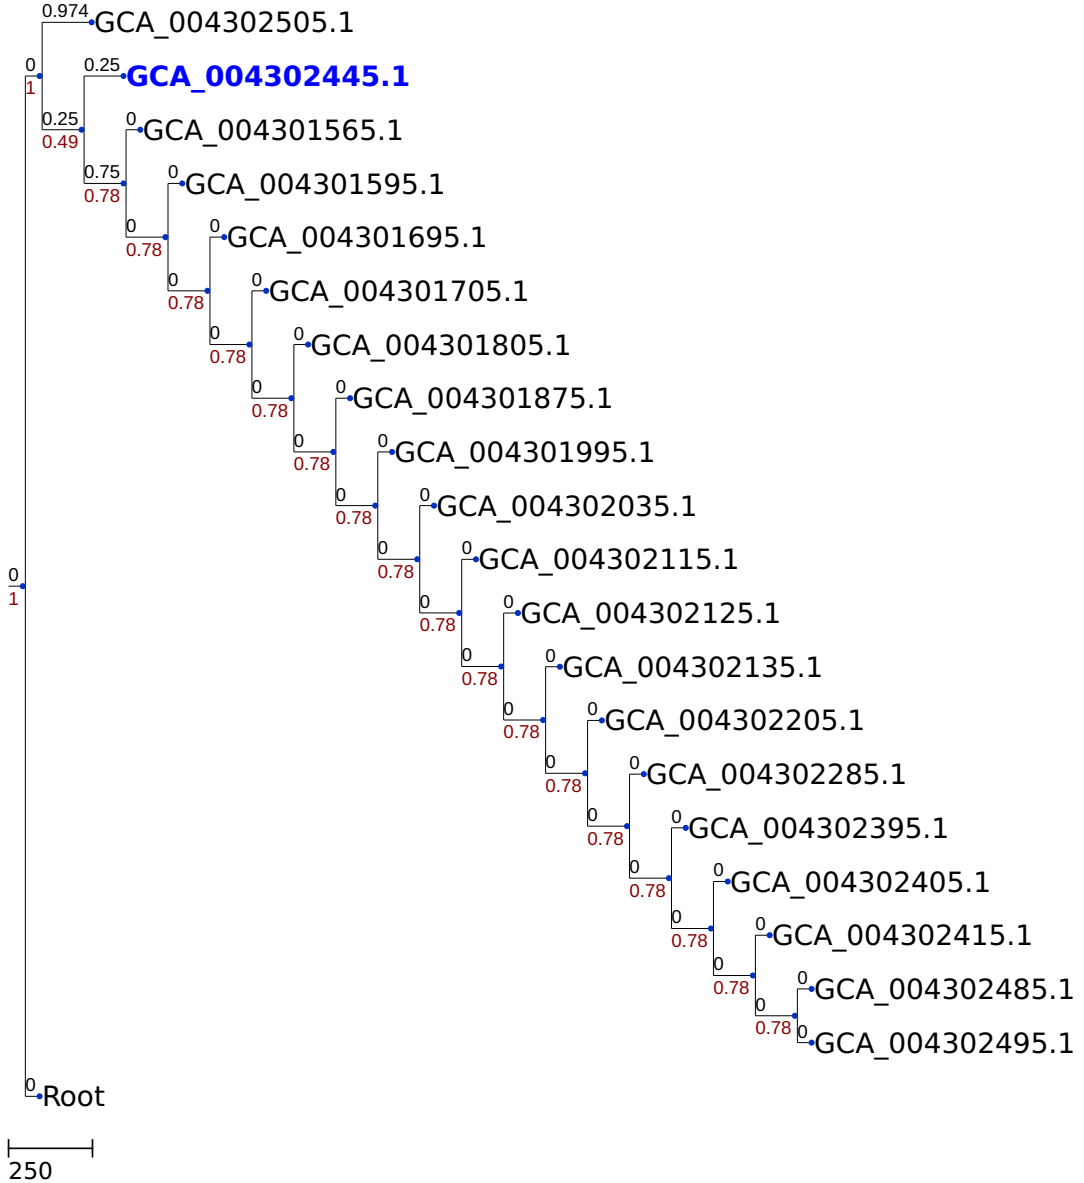 0.974 GCA_004302505.1
0 0.25 GCA_004302445.1
1
0.25 0 GCA_004301565.1
0.49
0.75 0 GCA_004301595.1
0.78
0 0 GCA_004301695.1
0.78
0 0 GCA_004301705.1
0.78
0 0 GCA_004301805.1
0.78
0 0 GCA_004301875.1
0.78
0 0 GCA_004301995.1
0.78
0 0 GCA_004302035.1
0.78
0 0 GCA_004302115.1
0.78
0
1
0 0 GCA_004302125.1
0.78
0 0 GCA_004302135.1
0.78
0 0 GCA_004302205.1
0.78
0 0 GCA_004302285.1
0.78
0 0 GCA_004302395.1
0.78
0 0 GCA_004302405.1
0.78
0 0 GCA_004302415.1
0.78
0 0 GCA_004302485.1
0.78
0
0.78
0 GCA_004302495.1
0 Root
250